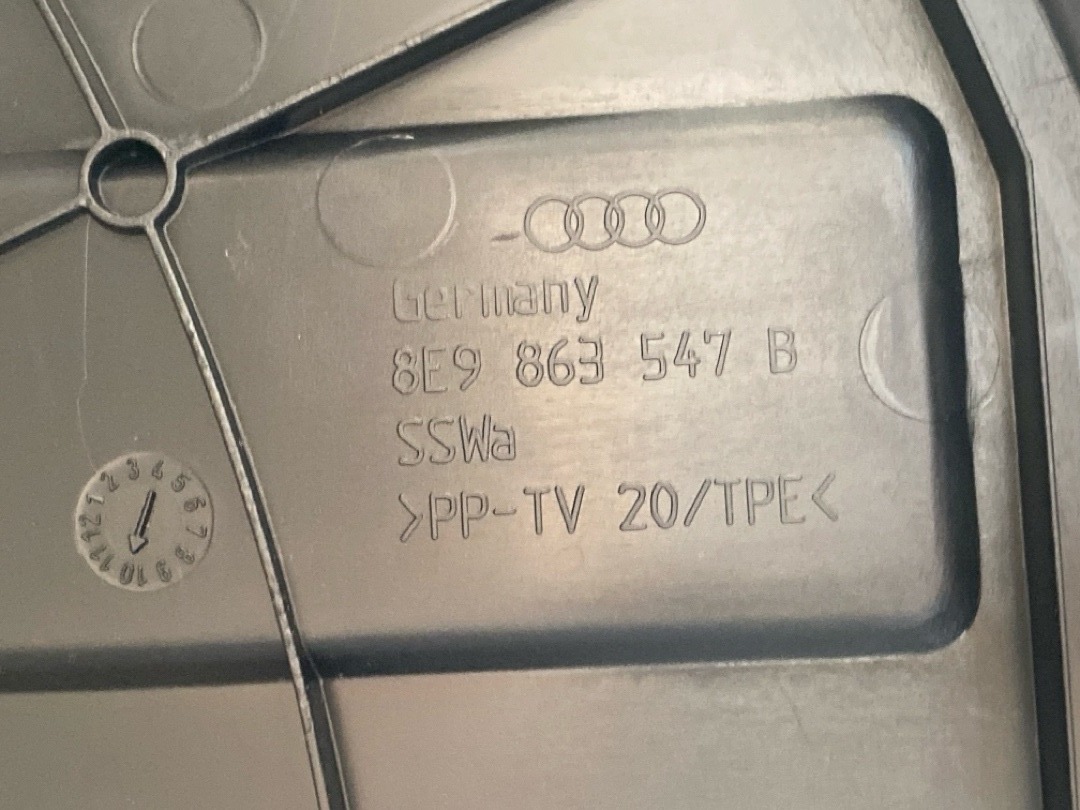 Germany
8E9 863 547 B
SSWa
>PP-TV 20/TPE<
1 2 3 4 5 6 7 8 9 10 11 12